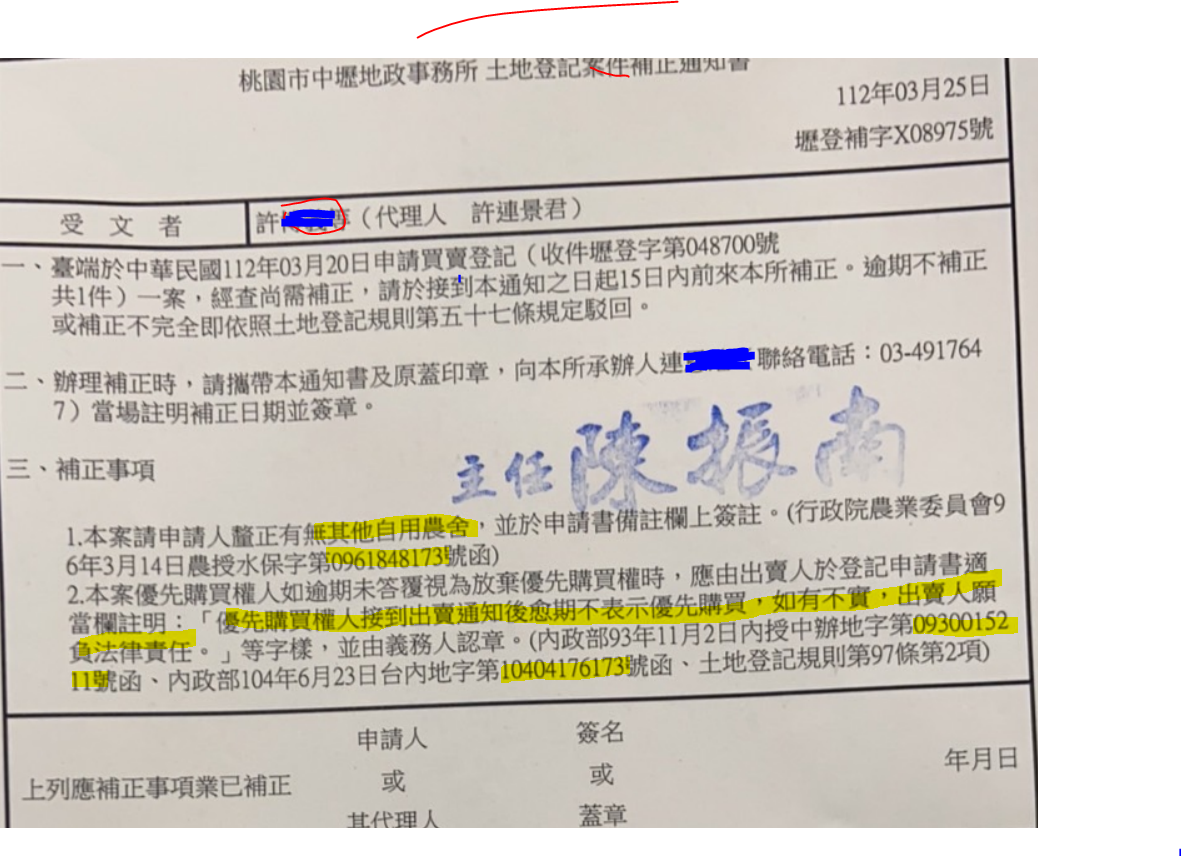 桃園市中壢地政事務所 土地登記案件補正通知書
112年03月25日
壢登補字X08975號
受 文 者
許 等(代理人 許連景君)
一、臺端於中華民國112年03月20日申請買賣登記(收件壢登字第048700號
共1件)一案,經查尚需補正,請於接到本通知之日起15日內前來本所補正。逾期不補正
或補正不完全即依照土地登記規則第五十七條規定駁回。
二、辦理補正時,請攜帶本通知書及原蓋印章,向本所承辦人連 聯絡電話:03-491764
7)當場註明補正日期並簽章。
主任 陳振南
三、補正事項
1.本案請申請人釐正有無其他自用農舍,並於申請書備註欄上簽註。(行政院農業委員會9
6年3月14日農授水保字第0961848173號函)
2.本案優先購買權人如逾期未答覆視為放棄優先購買權時,應由出賣人於登記申請書適
當欄註明:「優先購買權人接到出賣通知後愈期不表示優先購買,如有不實,出賣人願
負法律責任。」等字樣,並由義務人認章。(內政部93年11月2日內授中辦地字第09300152
11號函、內政部104年6月23日台內地字第10404176173號函、土地登記規則第97條第2項)
上列應補正事項業已補正
申請人
或
其代理人
簽名
或
蓋章
年月日